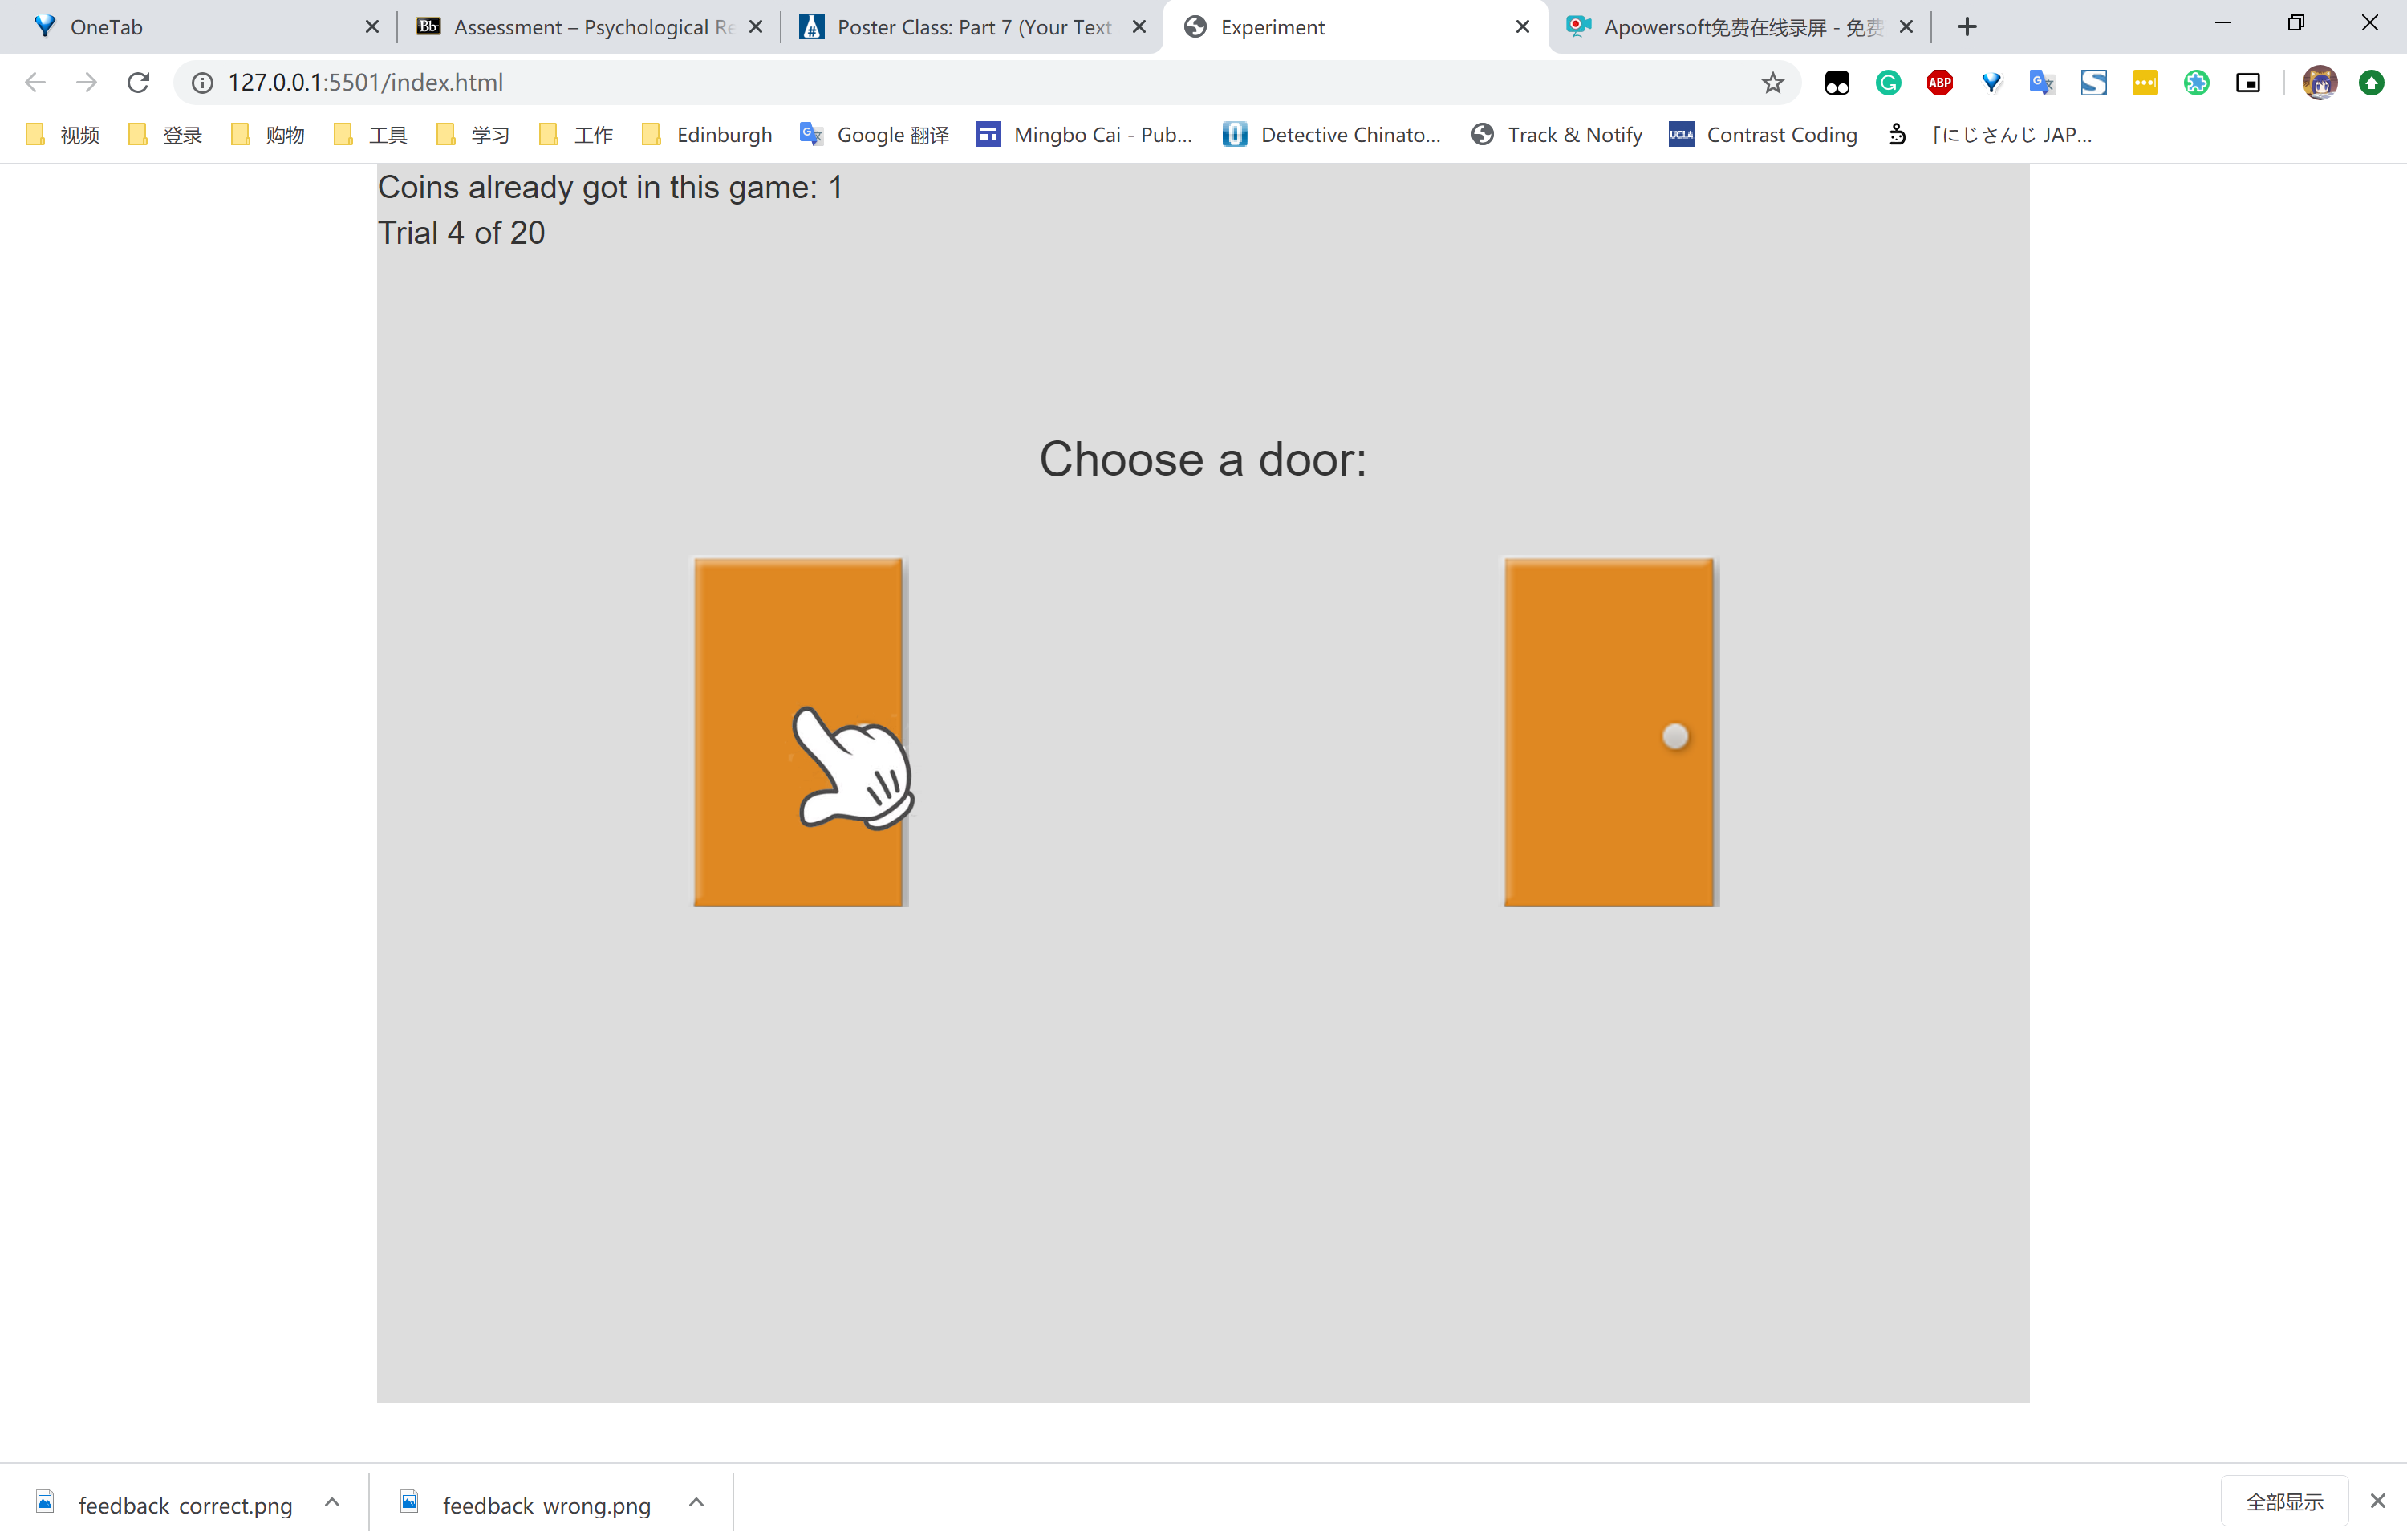 OneTab
Bb Assessment – Psychological Re
Poster Class: Part 7 (Your Text
Experiment
Apowersoft免费在线录屏 - 免费
127.0.0.1:5501/index.html
ABP
视频 登录 购物 工具 学习 工作 Edinburgh Google 翻译 Mingbo Cai - Pub... Detective Chinato... Track & Notify UCLA Contrast Coding 「にじさんじ JAP...
Coins already got in this game: 1
Trial 4 of 20
Choose a door:
feedback_correct.png
feedback_wrong.png
全部显示